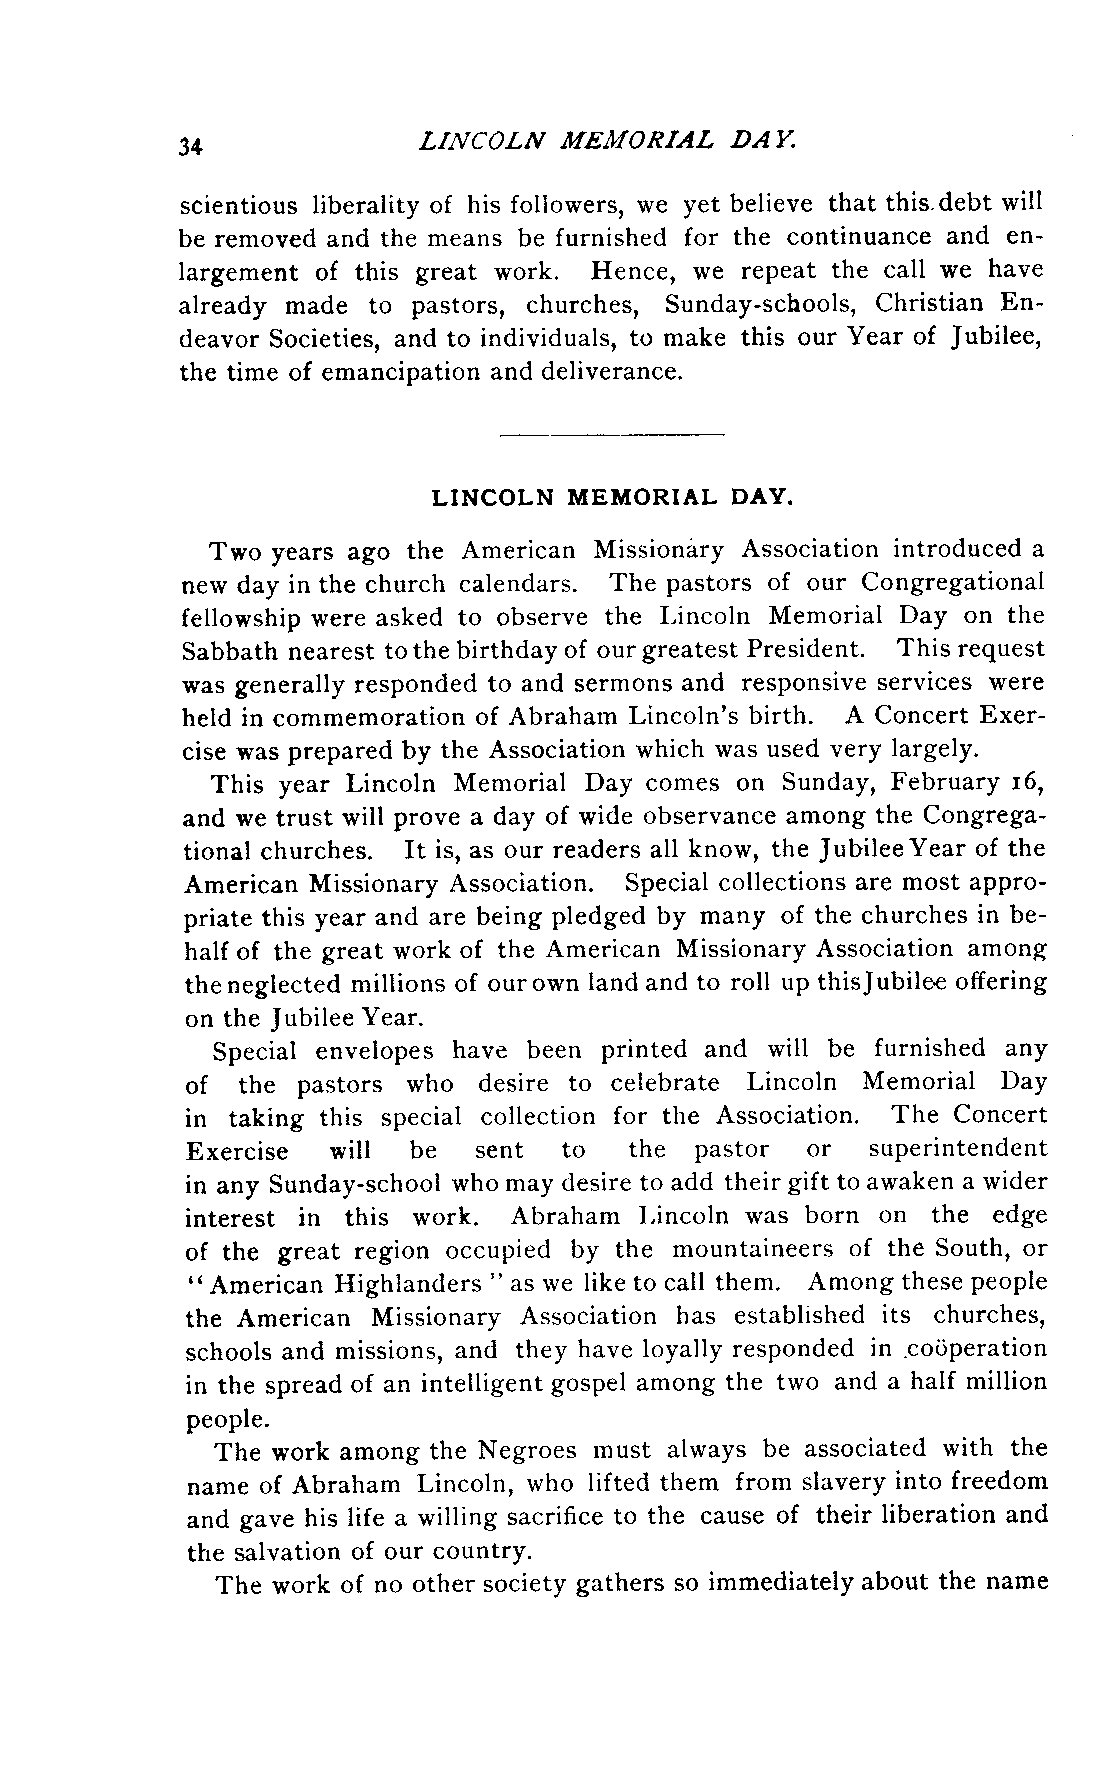 34 LINCOLN MEMORIAL DAY.
scientious liberality of his followers, we yet believe that this debt will
be removed and the means be furnished for the continuance and en-
largement of this great work. Hence, we repeat the call we have
already made to pastors, churches, Sunday-schools, Christian En-
deavor Societies, and to individuals, to make this our Year of Jubilee,
the time of emancipation and deliverance.
LINCOLN MEMORIAL DAY.
Two years ago the American Missionary Association introduced a
new day in the church calendars. The pastors of our Congregational
fellowship were asked to observe the Lincoln Memorial Day on the
Sabbath nearest to the birthday of our greatest President. This request
was generally responded to and sermons and responsive services were
held in commemoration of Abraham Lincoln's birth. A Concert Exer-
cise was prepared by the Association which was used very largely.
This year Lincoln Memorial Day comes on Sunday, February 16,
and we trust will prove a day of wide observance among the Congrega-
tional churches. It is, as our readers all know, the Jubilee Year of the
American Missionary Association. Special collections are most appro-
priate this year and are being pledged by many of the churches in be-
half of the great work of the American Missionary Association among
the neglected millions of our own land and to roll up this Jubilee offering
on the Jubilee Year.
Special envelopes have been printed and will be furnished any
of the pastors who desire to celebrate Lincoln Memorial Day
in taking this special collection for the Association. The Concert
Exercise will be sent to the pastor or superintendent
in any Sunday-school who may desire to add their gift to awaken a wider
interest in this work. Abraham Lincoln was born on the edge
of the great region occupied by the mountaineers of the South, or
"American Highlanders" as we like to call them. Among these people
the American Missionary Association has established its churches,
schools and missions, and they have loyally responded in coöperation
in the spread of an intelligent gospel among the two and a half million
people.
The work among the Negroes must always be associated with the
name of Abraham Lincoln, who lifted them from slavery into freedom
and gave his life a willing sacrifice to the cause of their liberation and
the salvation of our country.
The work of no other society gathers so immediately about the name